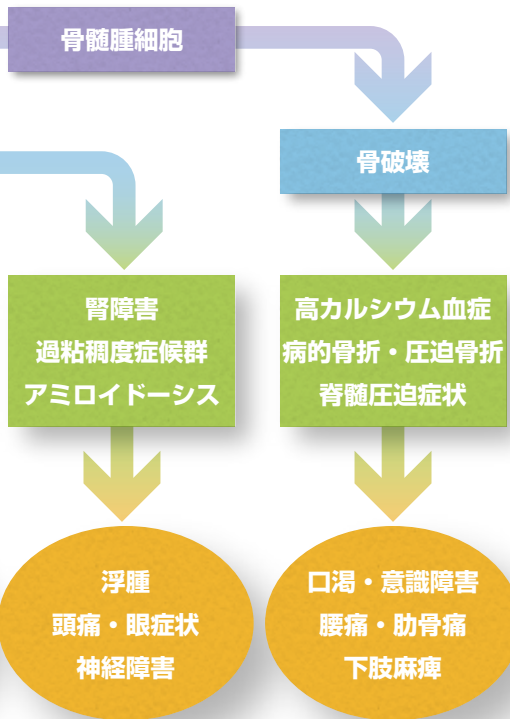 骨髄腫細胞
骨破壊
腎障害
過粘稠度症候群
アミロイドーシス
高カルシウム血症
病的骨折・圧迫骨折
脊髄圧迫症状
浮腫
頭痛・眼症状
神経障害
口渇・意識障害
腰痛・肋骨痛
下肢麻痺